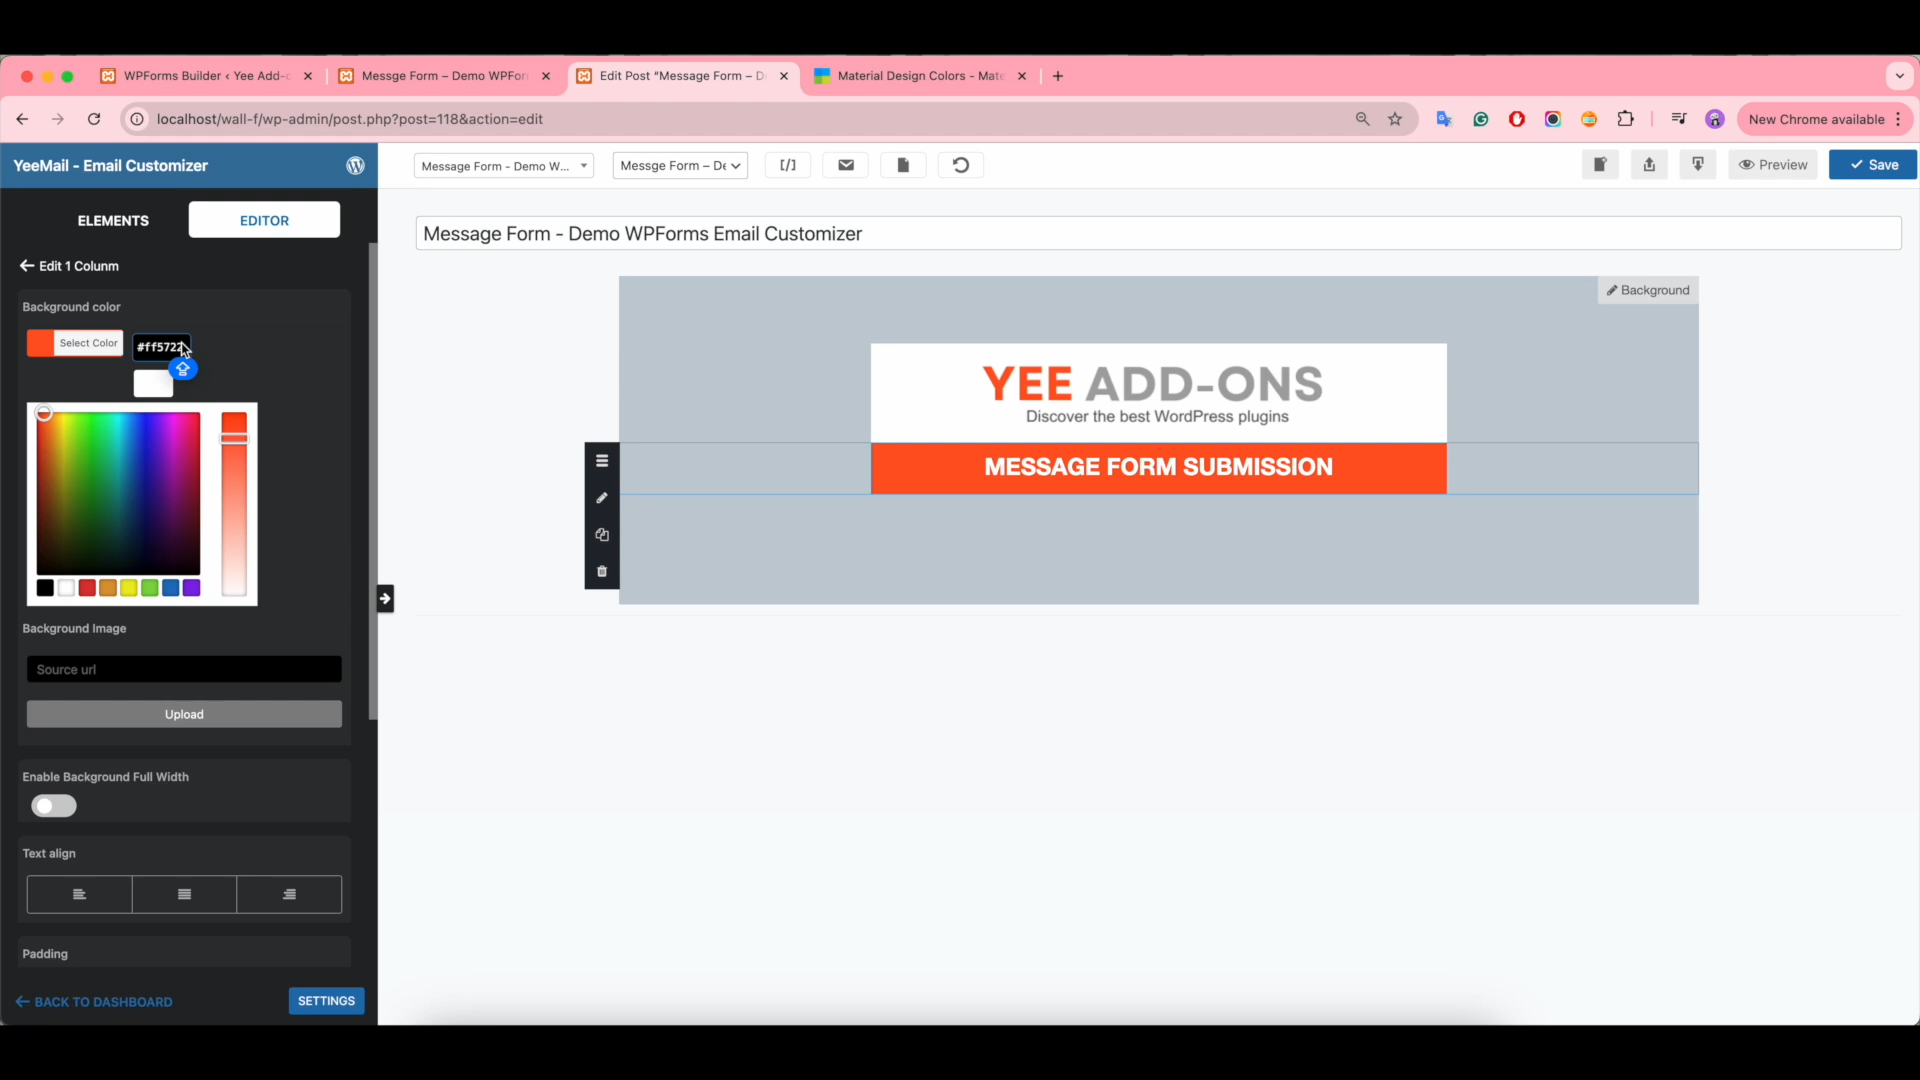 WPForms Builder ‹ Yee Add-o
Messge Form – Demo WPFor
Edit Post “Message Form – D
Material Design Colors - Mate
localhost/wall-f/wp-admin/post.php?post=118&action=edit
New Chrome available
YeeMail - Email Customizer
Message Form - Demo W...
Messge Form – De
[/]
Preview
Save
ELEMENTS
EDITOR
Message Form - Demo WPForms Email Customizer
Edit 1 Colunm
Background
Background color
Select Color
#ff5722
YEE ADD-ONS
Discover the best WordPress plugins
MESSAGE FORM SUBMISSION
Background Image
Source url
Upload
Enable Background Full Width
Text align
Padding
BACK TO DASHBOARD
SETTINGS